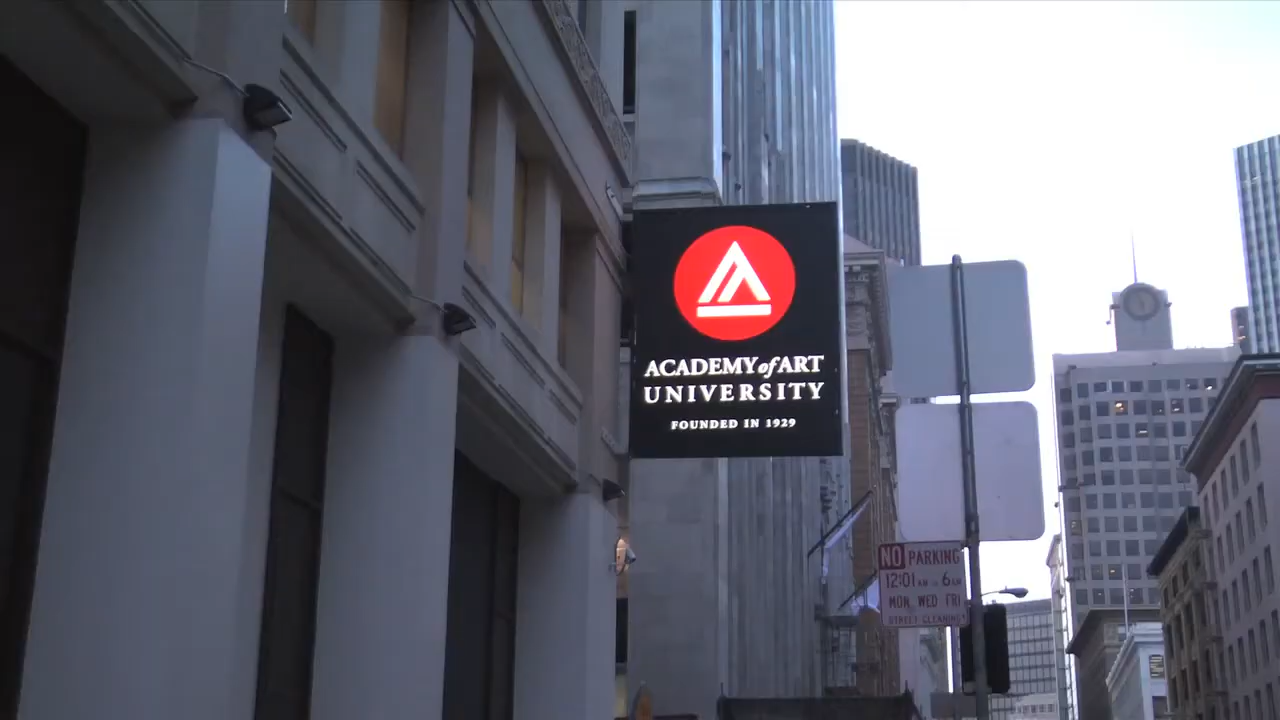 ACADEMY of ART
UNIVERSITY
FOUNDED IN 1929
NO PARKING
12:01 AM TO 6 AM
MON WED FRI
STREET CLEANING